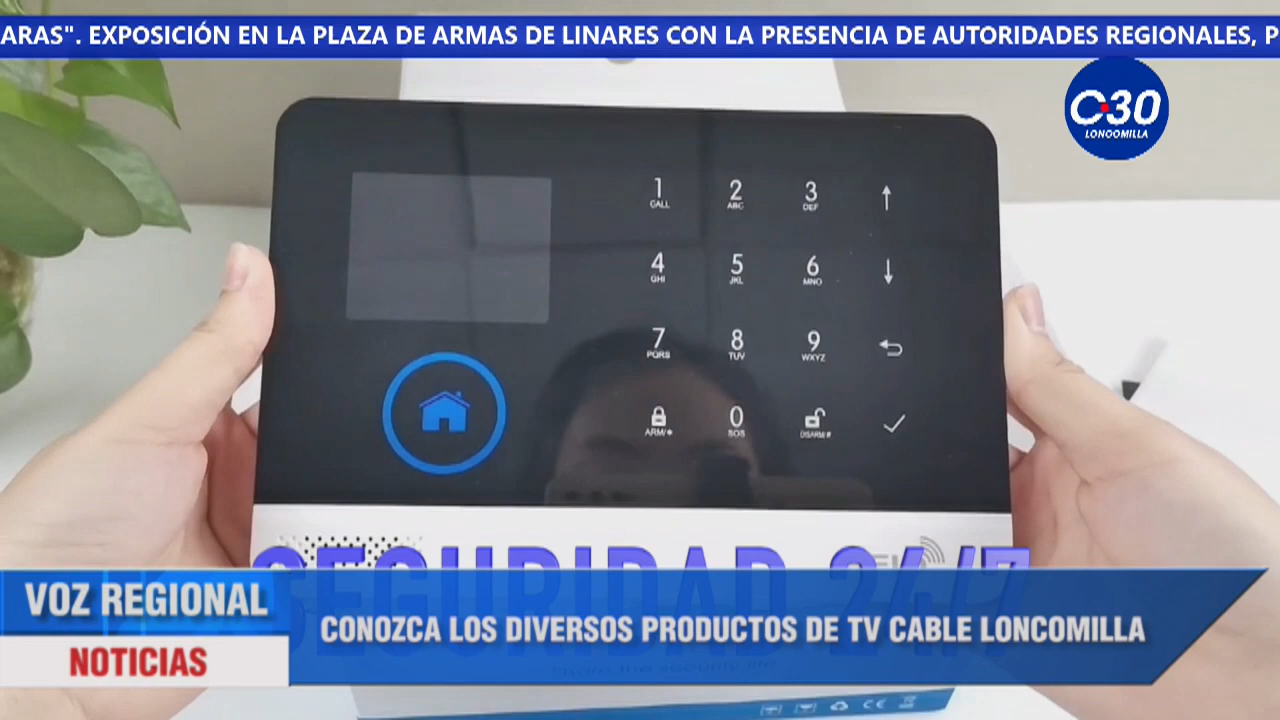 ARAS". EXPOSICIÓN EN LA PLAZA DE ARMAS DE LINARES CON LA PRESENCIA DE AUTORIDADES REGIONALES, P
C30
LONCOMILLA
1 2 3
CALL ABC DEF
4 5 6
GHI JKL MNO
7 8 9
PQRS TUV WXYZ
0
ARM/* SOS DISARM/#
SEGURIDAD 24/7
VOZ REGIONAL
NOTICIAS
CONOZCA LOS DIVERSOS PRODUCTOS DE TV CABLE LONCOMILLA
CE